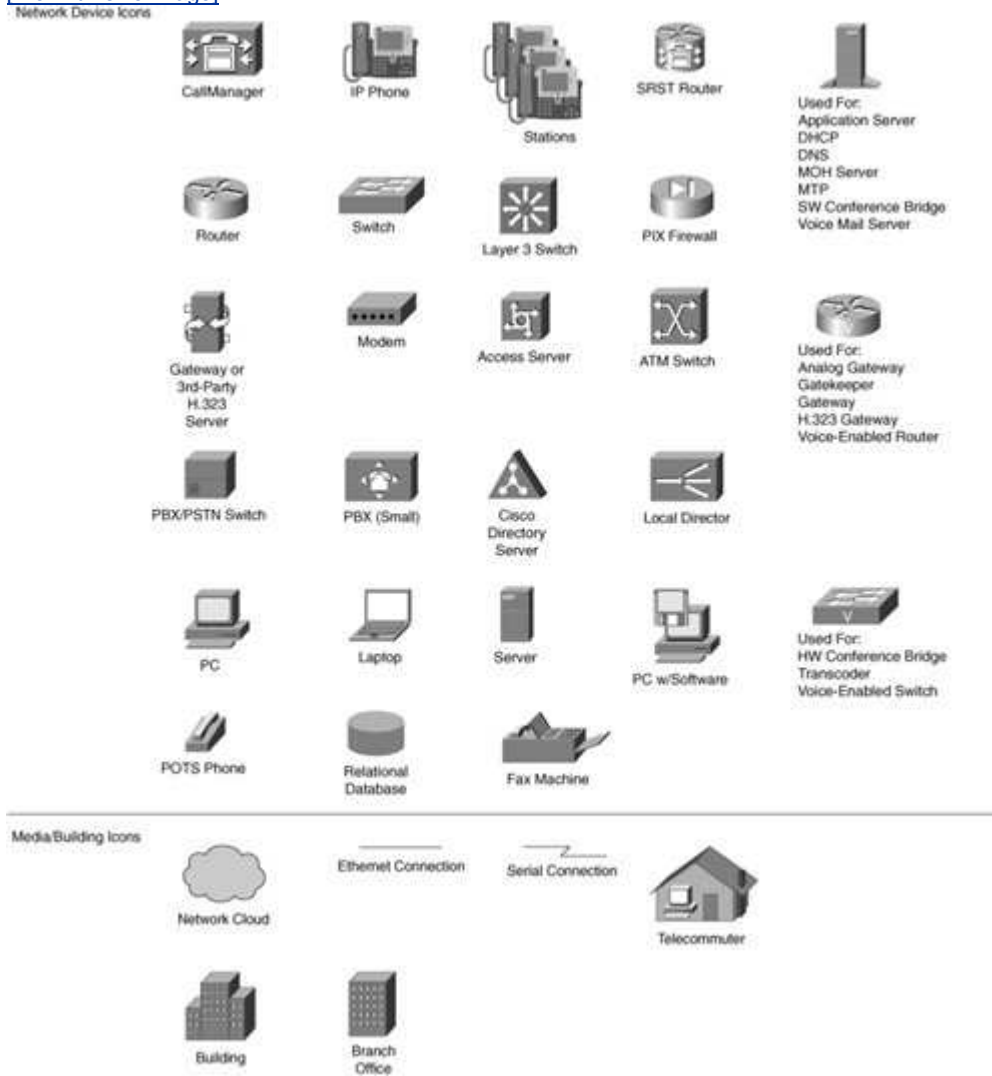 Network Device Icons
CallManager
IP Phone
Stations
SRST Router
Used For:
Application Server
DHCP
DNS
MOH Server
MTP
SW Conference Bridge
Voice Mail Server
Router
Switch
Layer 3 Switch
PIX Firewall
Gateway or
3rd-Party
H.323
Server
Modem
Access Server
ATM Switch
Used For:
Analog Gateway
Gatekeeper
Gateway
H.323 Gateway
Voice-Enabled Router
PBX/PSTN Switch
PBX (Small)
Cisco
Directory
Server
Local Director
PC
Laptop
Server
PC w/Software
V
Used For:
HW Conference Bridge
Transcoder
Voice-Enabled Switch
POTS Phone
Relational
Database
Fax Machine
Media/Building Icons
Network Cloud
Ethernet Connection
Serial Connection
Telecommuter
Building
Branch
Office